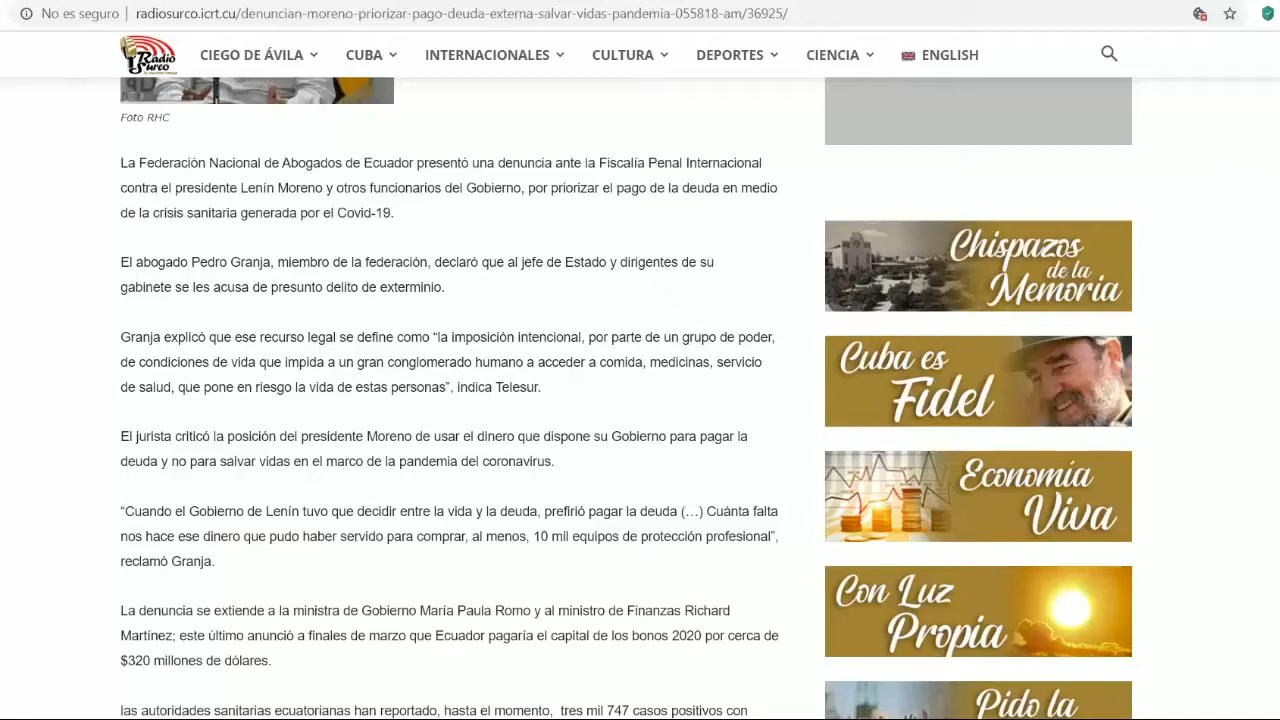 No es seguro | radiosurco.icrt.cu/denuncian-moreno-priorizar-pago-deuda-externa-salvar-vidas-pandemia-055818-am/36925/
Radio Surco
CIEGO DE ÁVILA CUBA INTERNACIONALES CULTURA DEPORTES CIENCIA ENGLISH
Foto RHC
La Federación Nacional de Abogados de Ecuador presentó una denuncia ante la Fiscalía Penal Internacional
contra el presidente Lenín Moreno y otros funcionarios del Gobierno, por priorizar el pago de la deuda en medio
de la crisis sanitaria generada por el Covid-19.
El abogado Pedro Granja, miembro de la federación, declaró que al jefe de Estado y dirigentes de su
gabinete se les acusa de presunto delito de exterminio.
Granja explicó que ese recurso legal se define como “la imposición intencional, por parte de un grupo de poder,
de condiciones de vida que impida a un gran conglomerado humano a acceder a comida, medicinas, servicio
de salud, que pone en riesgo la vida de estas personas”, indica Telesur.
El jurista criticó la posición del presidente Moreno de usar el dinero que dispone su Gobierno para pagar la
deuda y no para salvar vidas en el marco de la pandemia del coronavirus.
“Cuando el Gobierno de Lenín tuvo que decidir entre la vida y la deuda, prefirió pagar la deuda (…) Cuánta falta
nos hace ese dinero que pudo haber servido para comprar, al menos, 10 mil equipos de protección profesional”,
reclamó Granja.
La denuncia se extiende a la ministra de Gobierno María Paula Romo y al ministro de Finanzas Richard
Martínez; este último anunció a finales de marzo que Ecuador pagaría el capital de los bonos 2020 por cerca de
$320 millones de dólares.
las autoridades sanitarias ecuatorianas han reportado, hasta el momento, tres mil 747 casos positivos con
Chispazos
de la
Memoria
Cuba es
Fidel
Economía
Viva
Con Luz
Propia
Pido la